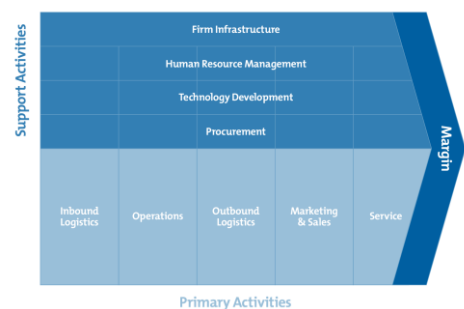 Support Activities
Firm Infrastructure
Human Resource Management
Technology Development
Procurement
Margin
Inbound
Logistics
Operations
Outbound
Logistics
Marketing
& Sales
Service
Primary Activities